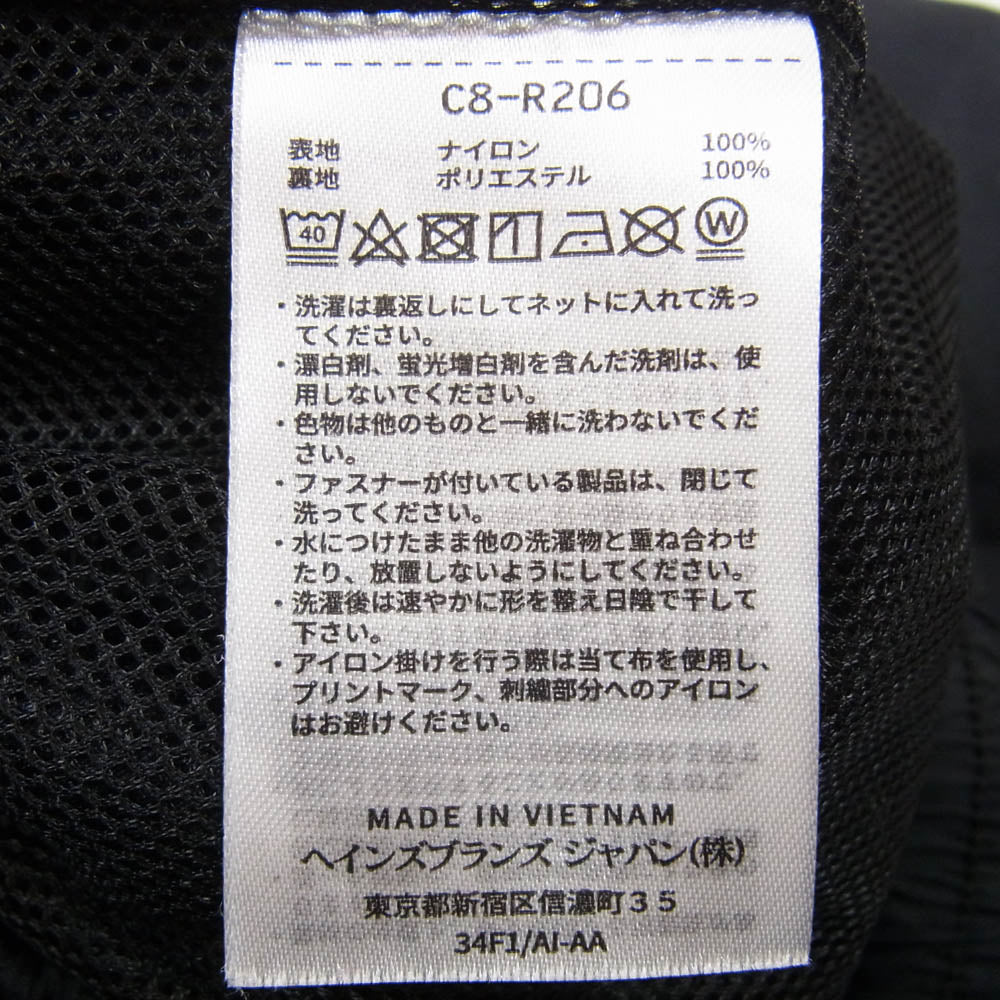 C8-R206
表地 ナイロン 100%
裏地 ポリエステル 100%
40 W
・洗濯は裏返しにしてネットに入れて洗っ
てください。
・漂白剤、蛍光増白剤を含んだ洗剤は、使
用しないでください。
・色物は他のものと一緒に洗わないでくだ
さい。
・ファスナーが付いている製品は、閉じて
洗ってください。
・水につけたまま他の洗濯物と重ね合わせ
たり、放置しないようにしてください。
・洗濯後は速やかに形を整え日陰で干して
下さい。
・アイロン掛けを行う際は当て布を使用し、
プリントマーク、刺繍部分へのアイロン
はお避けください。
MADE IN VIETNAM
ヘインズブランズ ジャパン(株)
東京都新宿区信濃町35
34F1/AI-AA